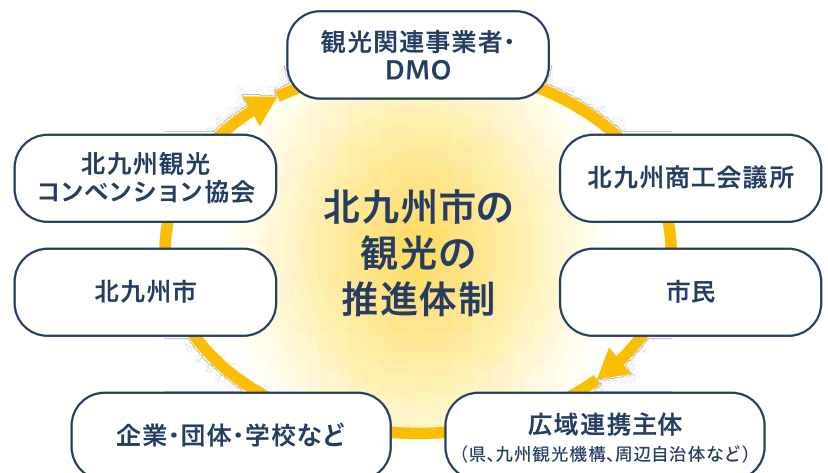 観光関連事業者・
DMO
北九州観光
コンベンション協会
北九州商工会議所
北九州市の
観光の
推進体制
北九州市
市民
企業・団体・学校など
広域連携主体
(県、九州観光機構、周辺自治体など)